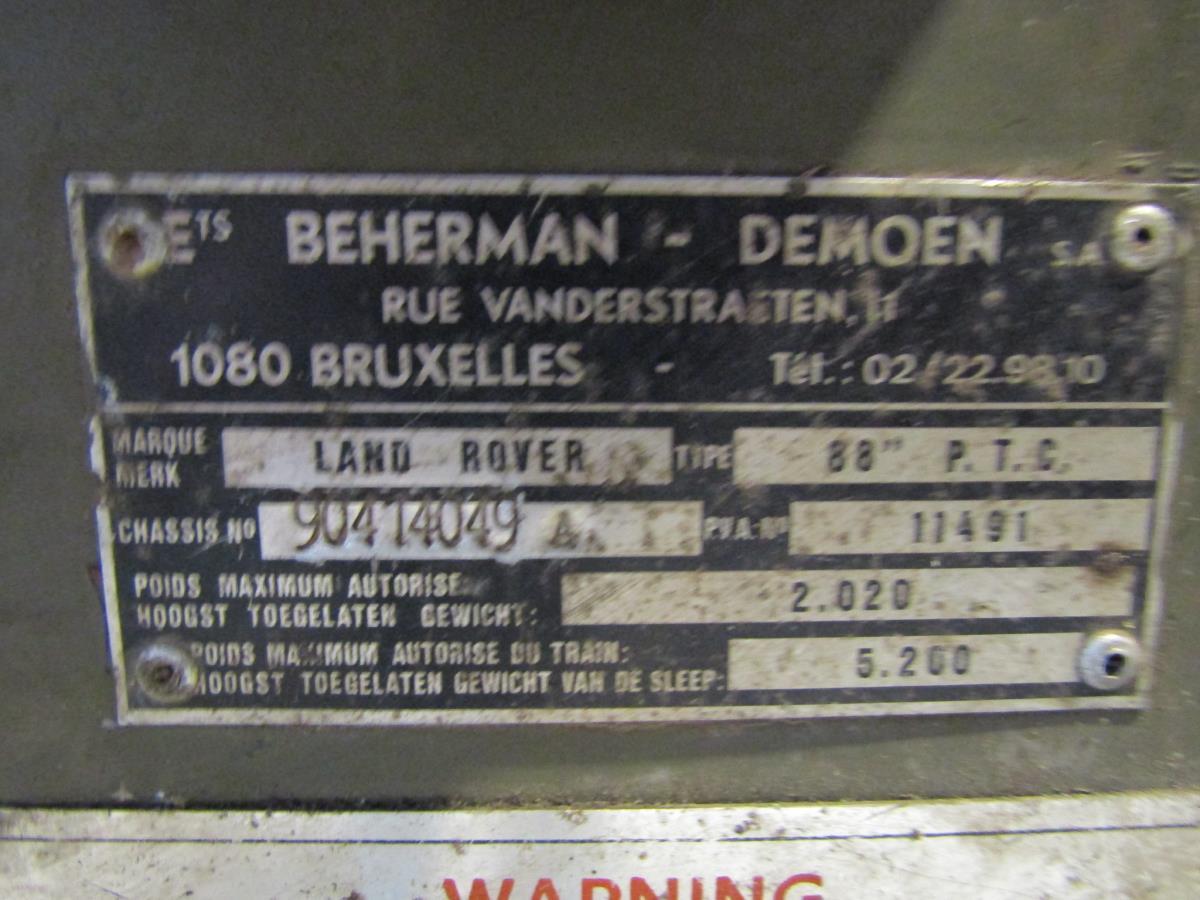 ETS BEHERMAN - DEMOEN S.A.
RUE VANDERSTRAETEN, 11
1080 BRUXELLES - Tél.: 02/22.98.10
MARQUE MERK LAND ROVER TYPE 88" P.T.C.
CHASSIS No 90414049 A P.V.A. No 11491
POIDS MAXIMUM AUTORISE:
HOOGST TOEGELATEN GEWICHT: 2.020
POIDS MAXIMUM AUTORISE DU TRAIN:
HOOGST TOEGELATEN GEWICHT VAN DE SLEEP: 5.260
WARNING